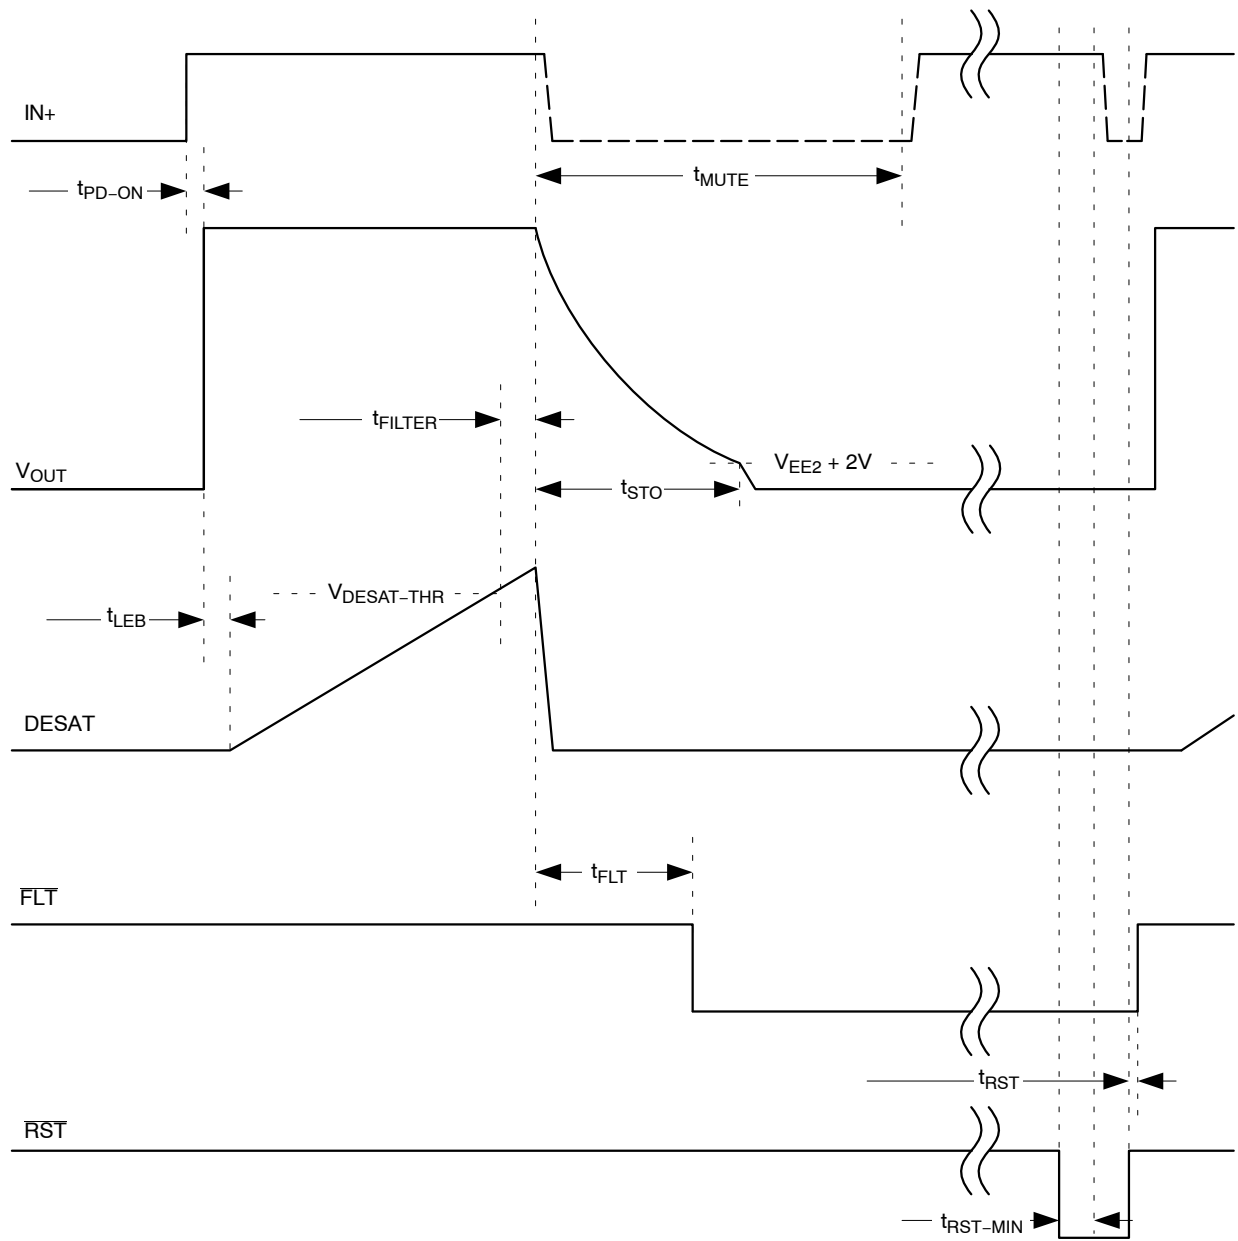 IN+
tPD–ON
tMUTE
tFILTER
VOUT
VEE2 + 2V
tSTO
VDESAT–THR
tLEB
DESAT
tFLT
FLT
tRST
RST
tRST–MIN